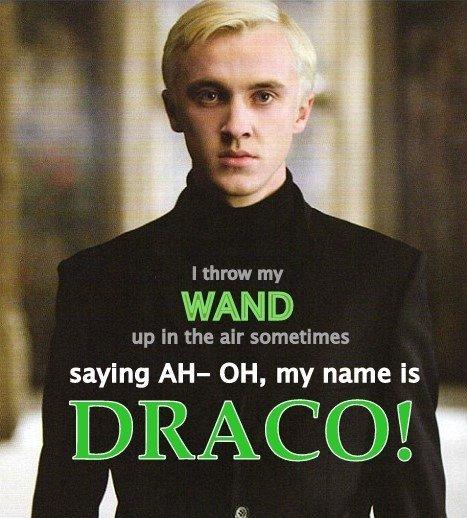 I throw my
WAND
up in the air sometimes
saying AH- OH, my name is
DRACO!